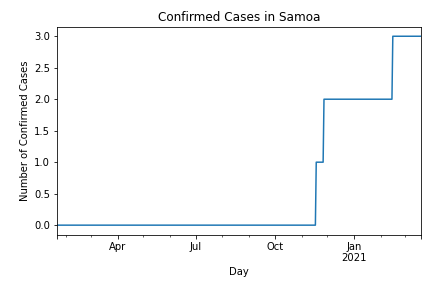 Confirmed Cases in Samoa
Number of Confirmed Cases
3.0
2.5
2.0
1.5
1.0
0.5
0.0
Apr Jul Oct Jan
2021
Day